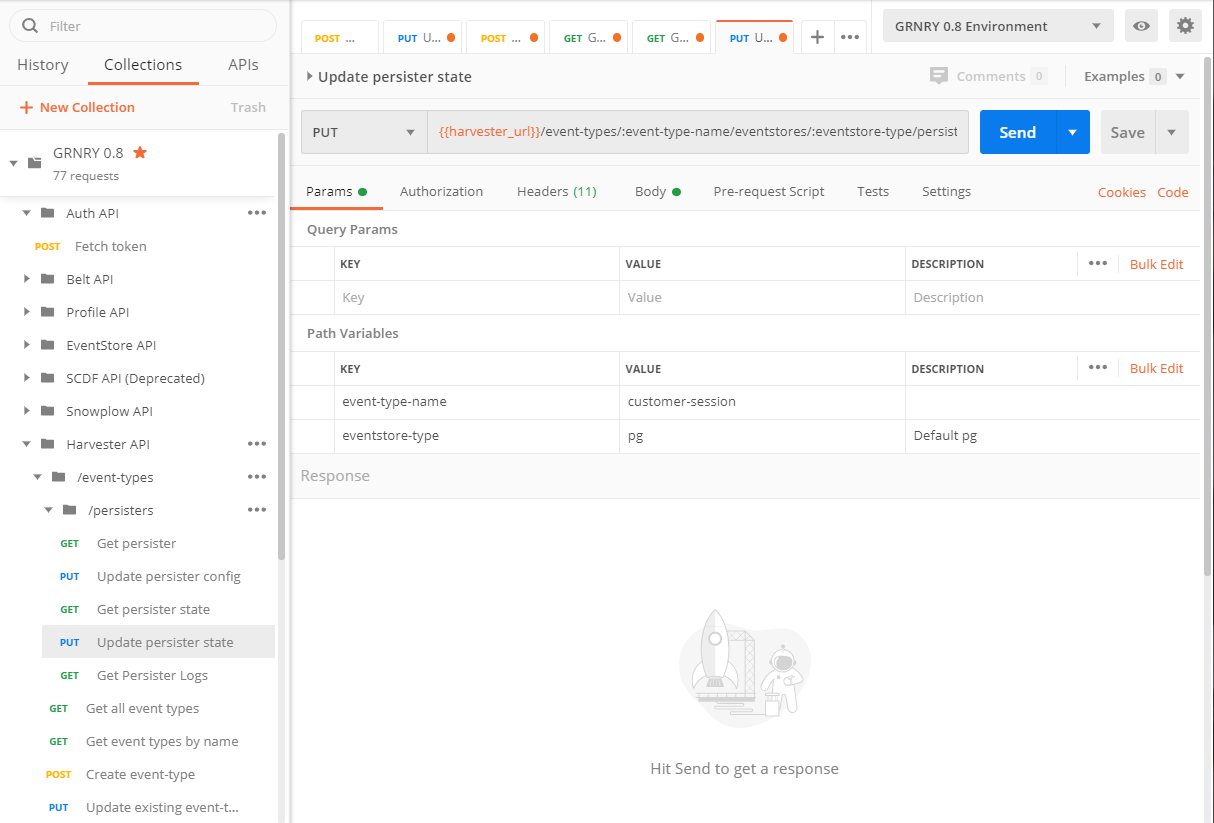 Filter
History Collections APIs
New Collection Trash
GRNRY 0.8
77 requests
Auth API
POST Fetch token
Belt API
Profile API
EventStore API
SCDF API (Deprecated)
Snowplow API
Harvester API
/event-types
/persisters
GET Get persister
PUT Update persister config
GET Get persister state
PUT Update persister state
GET Get Persister Logs
GET Get all event types
GET Get event types by name
POST Create event-type
PUT Update existing event-t...
POST ... PUT U... POST ... GET G... GET G... PUT U...
GRNRY 0.8 Environment
Update persister state
Comments 0 Examples 0
PUT {{harvester_url}}/event-types/:event-type-name/eventstores/:eventstore-type/persist
Send Save
Params Authorization Headers (11) Body Pre-request Script Tests Settings
Cookies Code
Query Params
KEY VALUE DESCRIPTION Bulk Edit
Key Value Description
Path Variables
KEY VALUE DESCRIPTION Bulk Edit
event-type-name customer-session
eventstore-type pg Default pg
Response
Hit Send to get a response